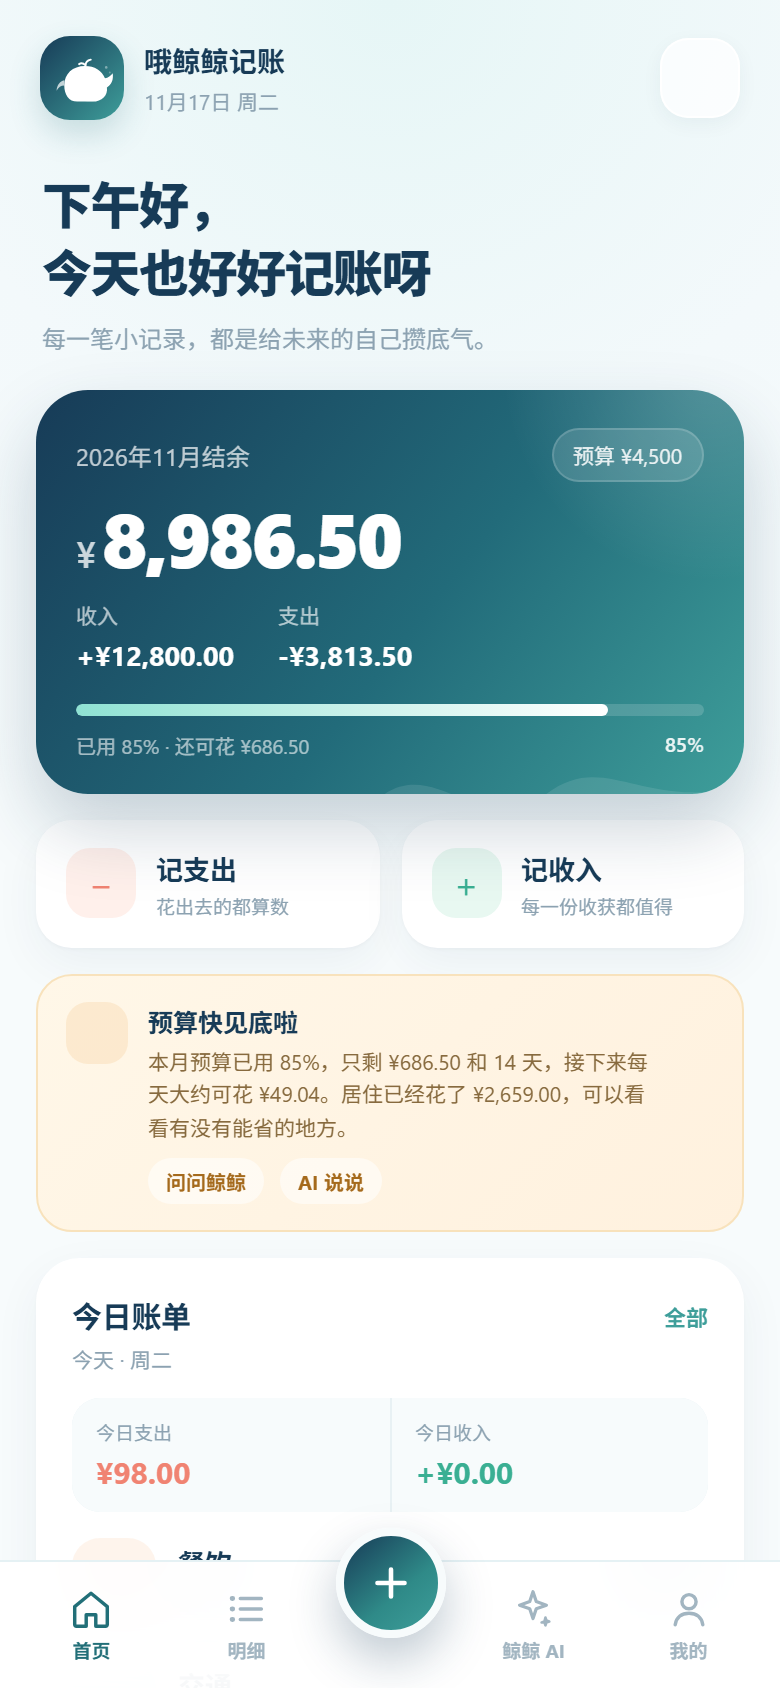 哦鲸鲸记账
11月17日 周二
下午好，
今天也好好记账呀
每一笔小记录，都是给未来的自己攒底气。
2026年11月结余
预算 ¥4,500
¥8,986.50
收入
支出
+¥12,800.00
-¥3,813.50
已用 85% · 还可花 ¥686.50
85%
记支出
花出去的都算数
记收入
每一份收获都值得
预算快见底啦
本月预算已用 85%，只剩 ¥686.50 和 14 天，接下来每
天大约可花 ¥49.04。居住已经花了 ¥2,659.00，可以看
看有没有能省的地方。
问问鲸鲸
AI 说说
今日账单
全部
今天 · 周二
今日支出
今日收入
¥98.00
+¥0.00
餐饮
首页
明细
鲸鲸 AI
我的
交通